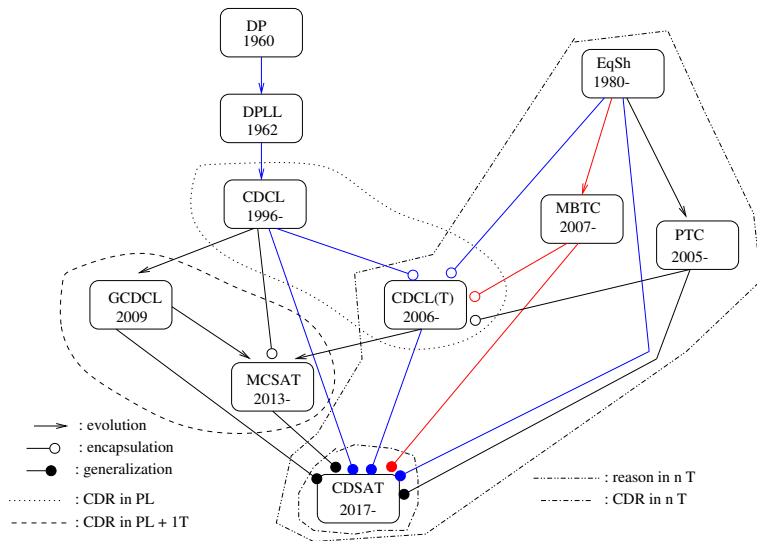 DP
1960
EqSh
1980-
DPLL
1962
CDCL
1996-
MBTC
2007-
PTC
2005-
GCDCL
2009
CDCL(T)
2006-
MCSAT
2013-
: evolution
: encapsulation
: generalization
: CDR in PL
: CDR in PL + 1T
CDSAT
2017-
: reason in n T
: CDR in n T